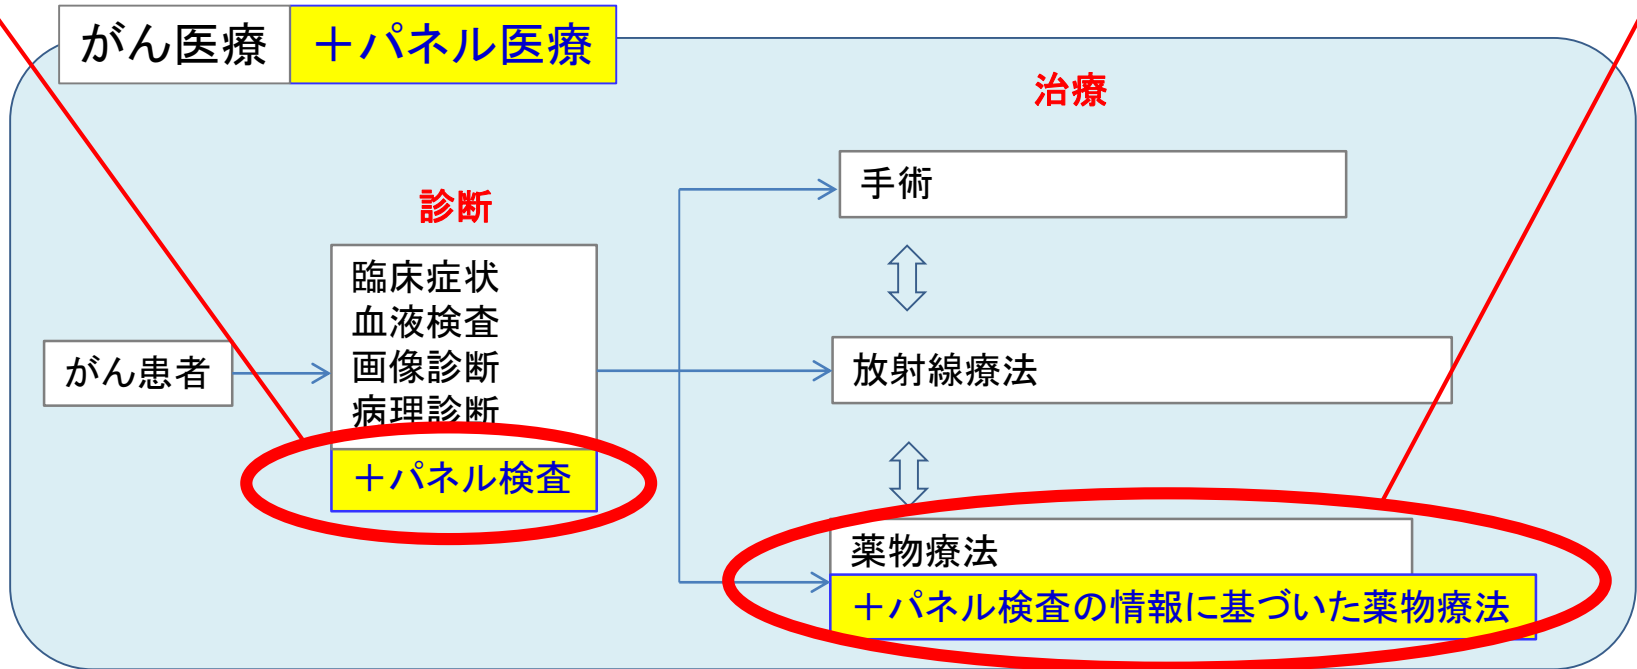 がん医療 ＋パネル医療
治療
手術
診断
臨床症状
血液検査
画像診断
病理診断
＋パネル検査
がん患者
放射線療法
薬物療法
＋パネル検査の情報に基づいた薬物療法